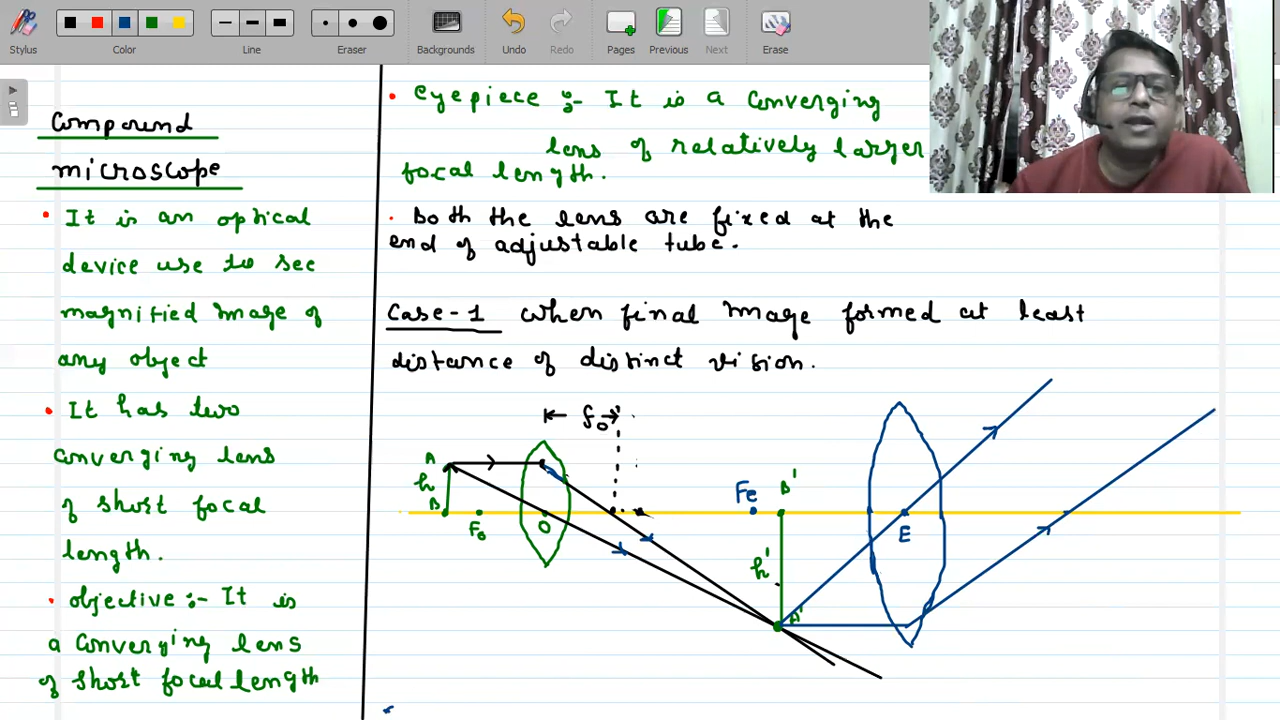 Stylus
Color
Line
Eraser
Backgrounds
Undo
Redo
Pages
Previous
Next
Erase
Compound
microscope
• It is an optical
device use to see
magnified image of
any object
• It has two
converging lens
of short focal
length.
• objective :- It is
a Converging lens
of short focal length
• eyepiece :- It is a Converging
lens of relatively larger
focal length.
• Both the lens are fixed at the
end of adjustable tube.
Case-1 when final Image formed at least
distance of distinct vision.
fo
A
h
B
Fo
O
Fe
B'
h'
A'
E